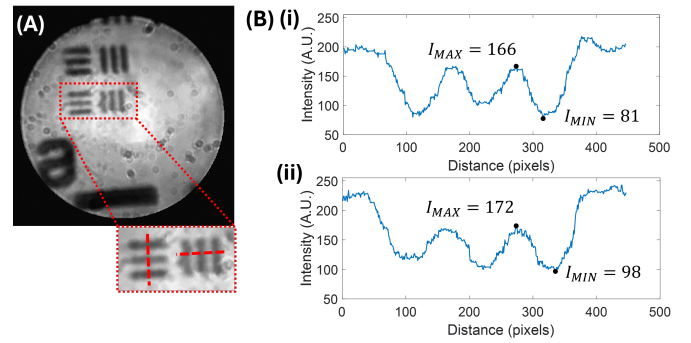 (A)
(B) (i)
Intensity (A.U.)
250
200
150
100
50
I_MAX = 166
I_MIN = 81
0 100 200 300 400 500
Distance (pixels)
(ii)
Intensity (A.U.)
250
200
150
100
50
I_MAX = 172
I_MIN = 98
0 100 200 300 400 500
Distance (pixels)